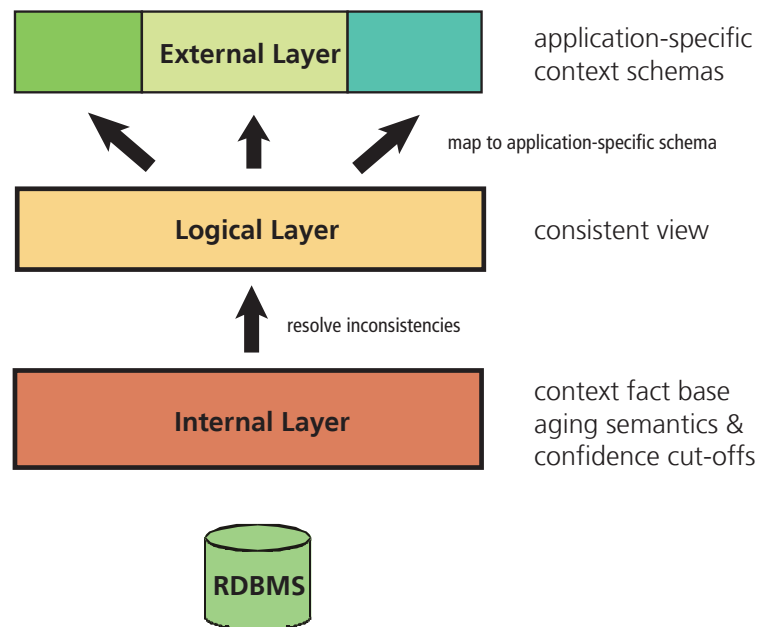 External Layer
application-specific
context schemas
map to application-specific schema
Logical Layer
consistent view
resolve inconsistencies
Internal Layer
context fact base
aging semantics &
confidence cut-offs
RDBMS